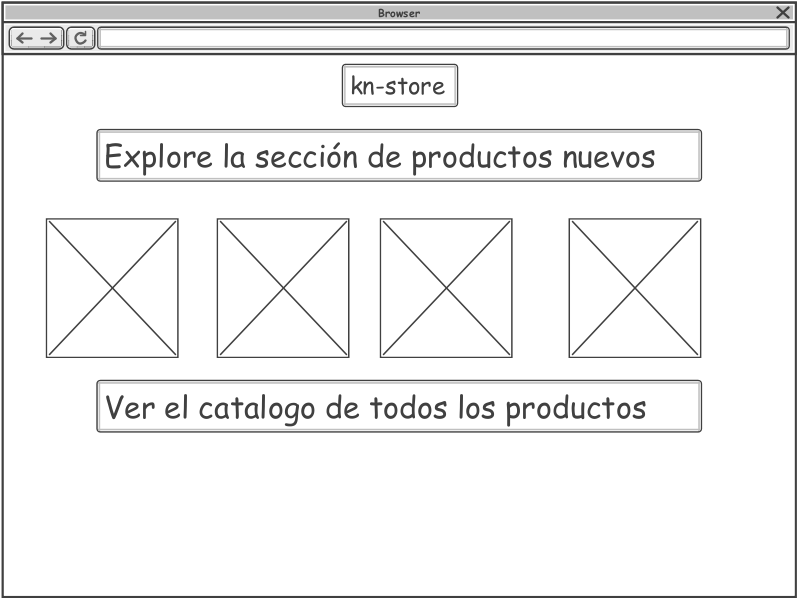 Browser
kn-store
Explore la sección de productos nuevos
Ver el catalogo de todos los productos